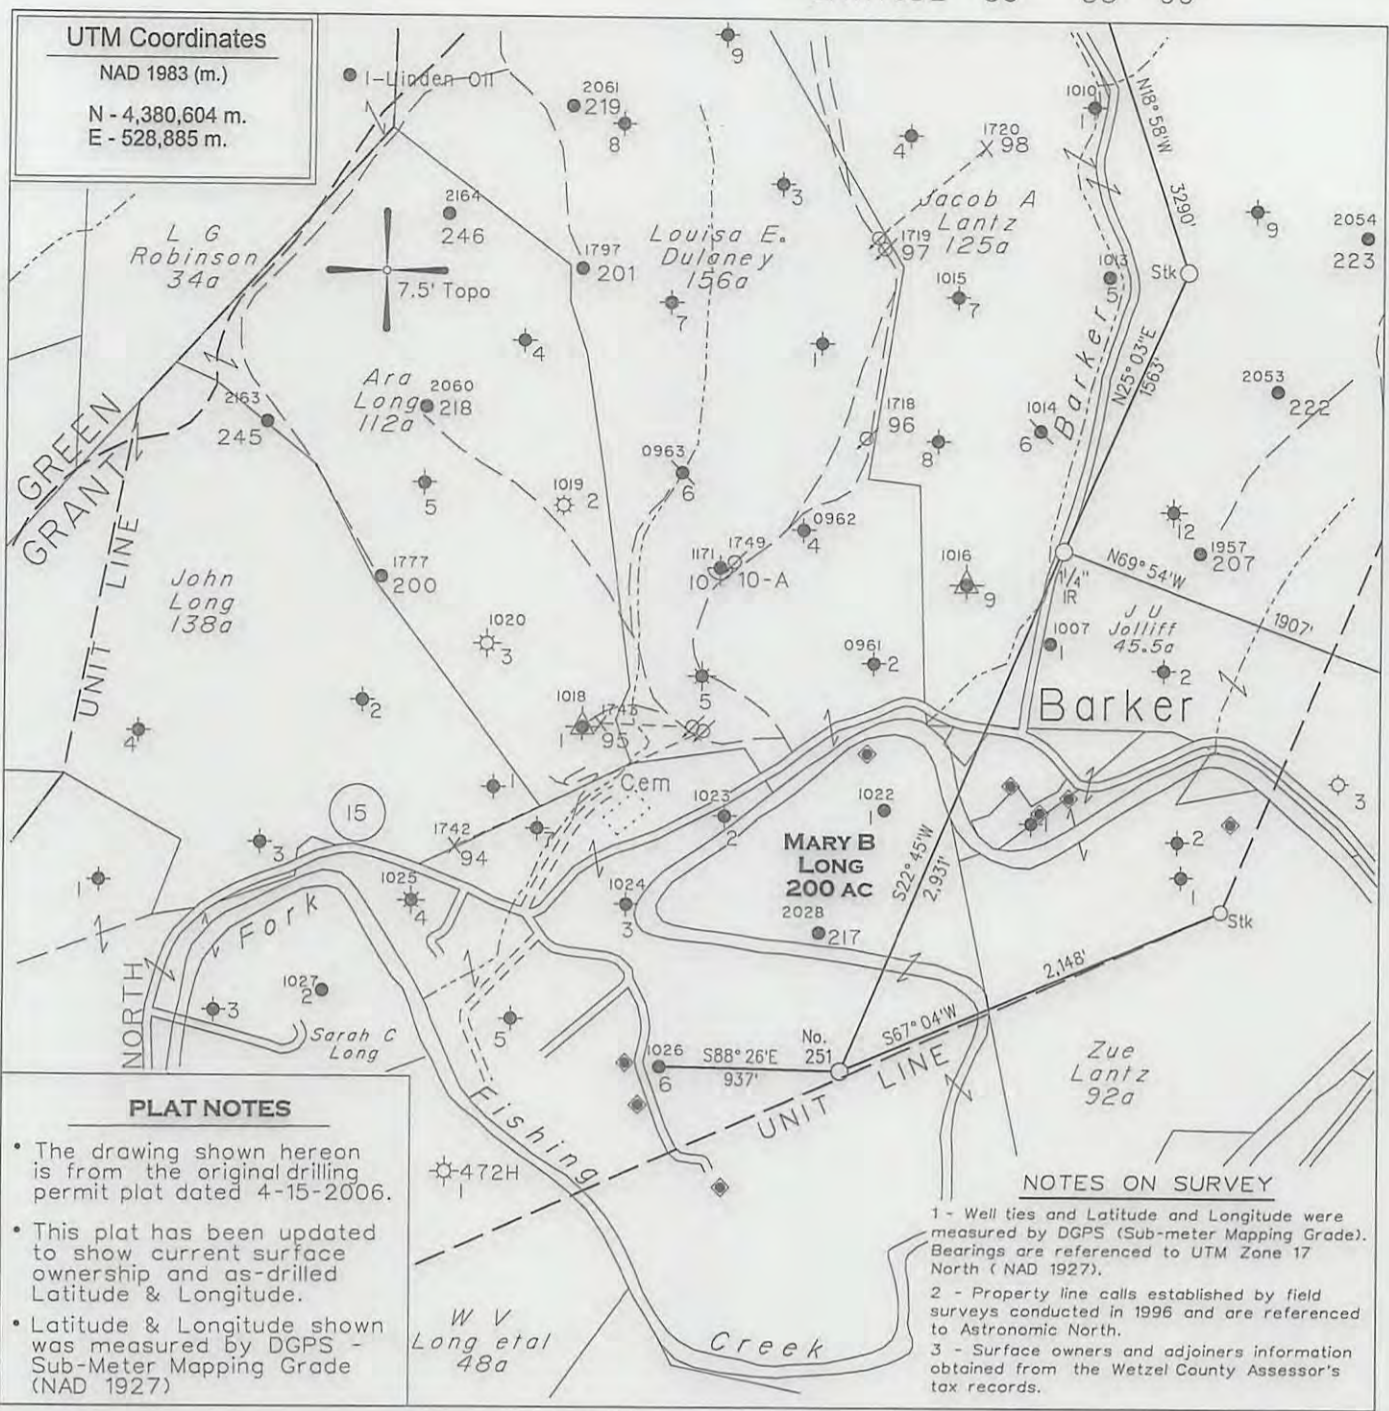 UTM Coordinates
NAD 1983 (m.)
N - 4,380,604 m.
E - 528,885 m.
1-Linden Oil
9
2061
219
8
1010
1
N18° 58'W
3290'
4
1720
98
3
Jacob A
Lantz
125a
9
2054
223
2164
246
L G
Robinson
34a
Louisa E.
Dulaney
156a
1719
97
1797
201
7.5' Topo
1015
7
1013
5
Stk
7
4
1
Barker
N25° 03"E
1563'
Ara
Long
112a
2060
218
2053
222
2163
245
1718
96
8
1014
6
GREEN
GRANT
0963
6
5
1019
2
0962
4
12
1957
207
UNIT LINE
1777
200
1171
10
1749
10-A
1016
9
N69° 54'W
1907'
1¼"
IR
John
Long
138a
J U
Jolliff
45.5a
1007
1
1020
3
0961
2
2
5
Barker
2
1018
1
1743
95
4
Cem
1
3
15
1023
2
1022
1
1
7
1742
94
MARY B
LONG
200 AC
S22° 45'W
2,931'
2
3
1
1
1025
4
1024
3
2028
217
Stk
Fork
NORTH
2,148'
1027
2
3
5
Sarah C
Long
1026
6
S88° 26'E
937'
No.
251
S67° 04'W
UNIT LINE
Zue
Lantz
92a
Fishing
472H
1
PLAT NOTES
• The drawing shown hereon
is from the original drilling
permit plat dated 4-15-2006.
• This plat has been updated
to show current surface
ownership and as-drilled
Latitude & Longitude.
• Latitude & Longitude shown
was measured by DGPS -
Sub-Meter Mapping Grade
(NAD 1927)
W V
Long etal
48a
Creek
NOTES ON SURVEY
1 - Well ties and Latitude and Longitude were
measured by DGPS (Sub-meter Mapping Grade).
Bearings are referenced to UTM Zone 17
North ( NAD 1927).
2 - Property line calls established by field
surveys conducted in 1996 and are referenced
to Astronomic North.
3 - Surface owners and adjoiners information
obtained from the Wetzel County Assessor's
tax records.